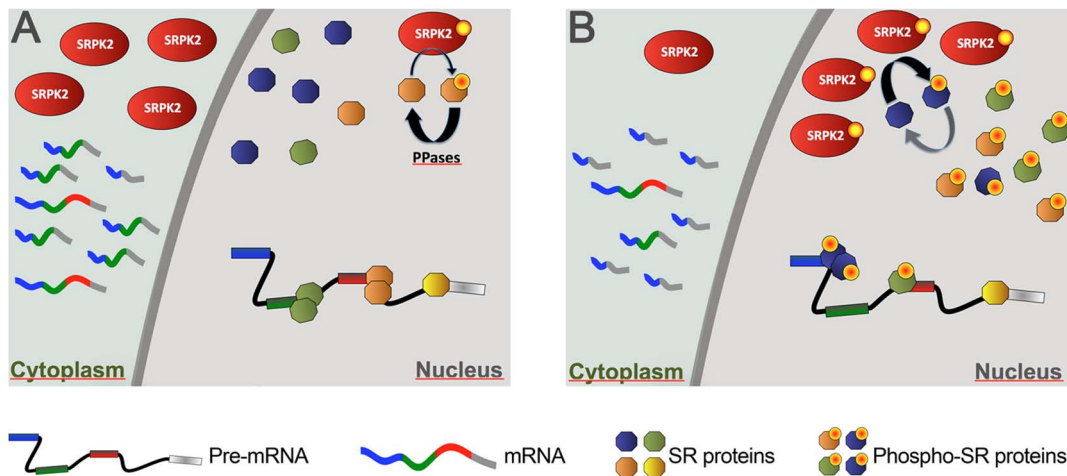 A
SRPK2
SRPK2
SRPK2
SRPK2
SRPK2
PPases
Cytoplasm
Nucleus
B
SRPK2
SRPK2
SRPK2
SRPK2
SRPK2
Cytoplasm
Nucleus
Pre-mRNA
mRNA
SR proteins
Phospho-SR proteins